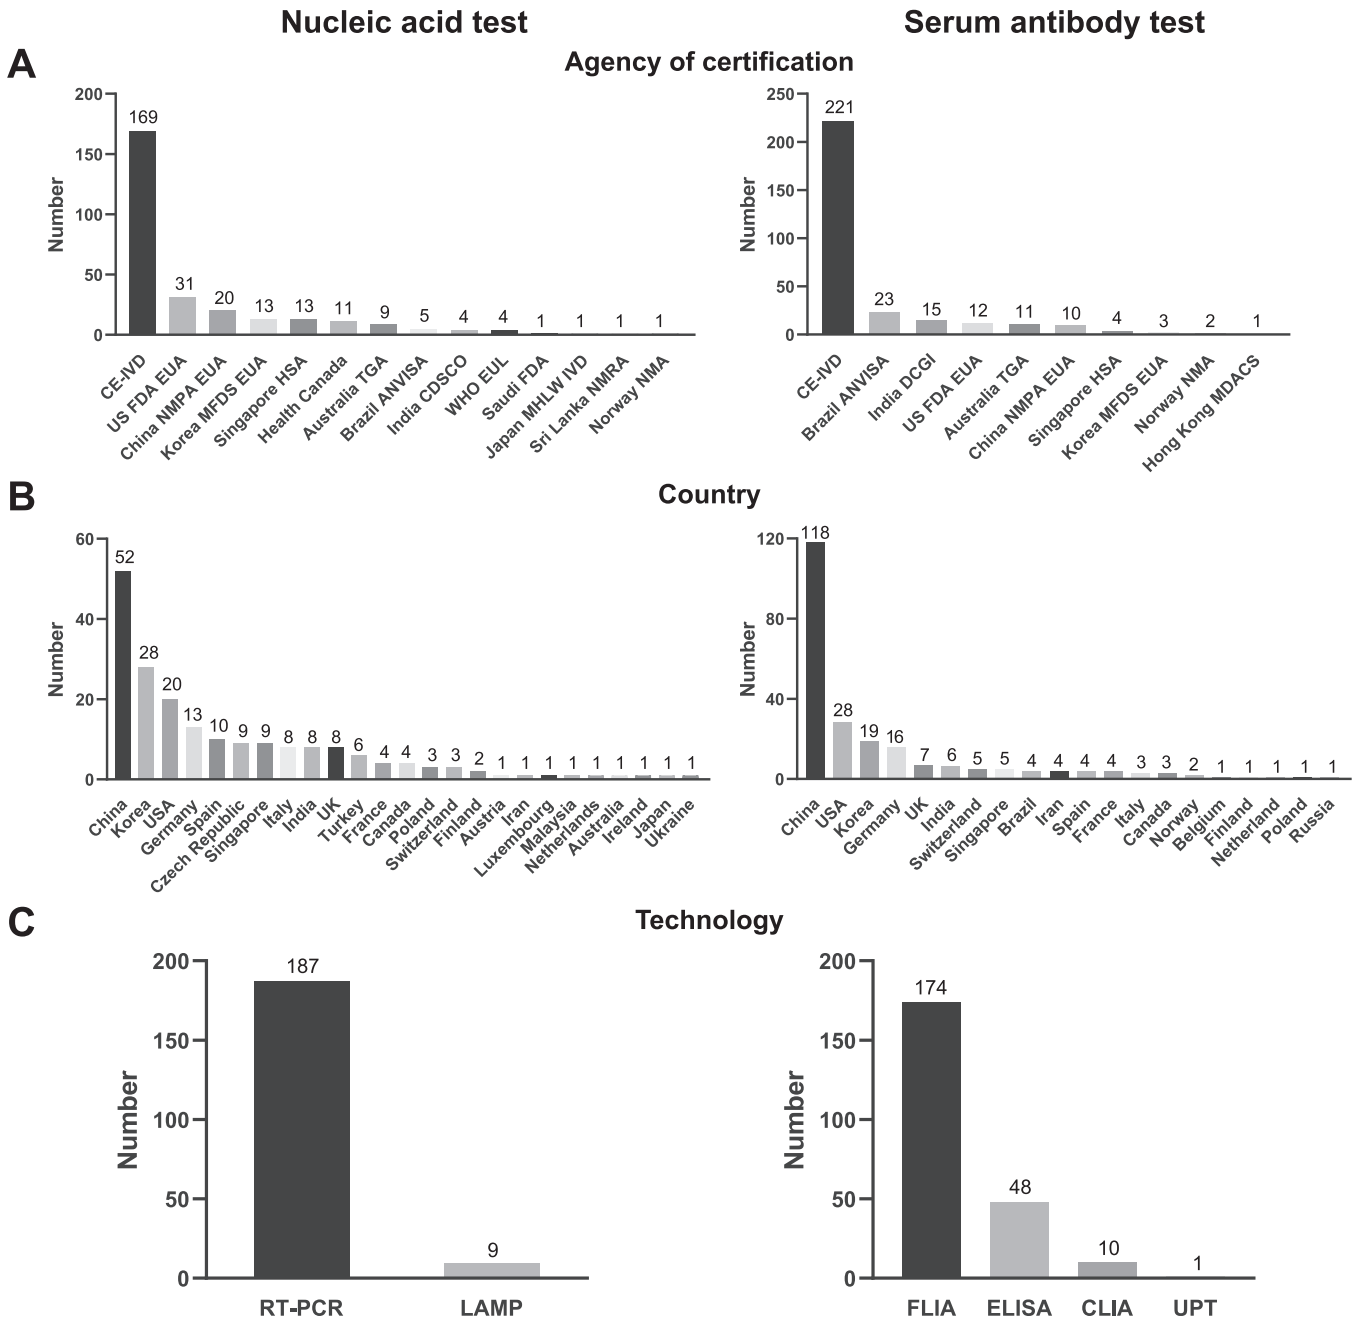 Nucleic acid test
Serum antibody test
A
Agency of certification
Number
200
150
100
50
0
169
31
20
13
13
11
9
5
4
4
1
1
1
1
CE-IVD
US FDA EUA
China NMPA EUA
Korea MFDS EUA
Singapore HSA
Health Canada
Australia TGA
Brazil ANVISA
India CDSCO
WHO EUL
Saudi FDA
Japan MHLW IVD
Sri Lanka NMRA
Norway NMA
Number
250
200
150
100
50
0
221
23
15
12
11
10
4
3
2
1
CE-IVD
Brazil ANVISA
India DCGI
US FDA EUA
Australia TGA
China NMPA EUA
Singapore HSA
Korea MFDS EUA
Norway NMA
Hong Kong MDACS
B
Country
Number
60
40
20
0
52
28
20
13
10
9
9
8
8
8
6
4
4
3
3
2
1
1
1
1
1
1
1
1
1
China
Korea
USA
Germany
Spain
Czech Republic
Singapore
Italy
India
UK
Turkey
France
Canada
Poland
Switzerland
Finland
Austria
Iran
Luxembourg
Malaysia
Netherlands
Australia
Ireland
Japan
Ukraine
Number
120
80
40
0
118
28
19
16
7
6
5
5
4
4
4
4
3
3
2
1
1
1
1
1
China
USA
Korea
Germany
UK
India
Switzerland
Singapore
Brazil
Iran
Spain
France
Italy
Canada
Norway
Belgium
Finland
Netherland
Poland
Russia
C
Technology
Number
200
150
100
50
0
187
9
RT-PCR
LAMP
Number
200
150
100
50
0
174
48
10
1
FLIA
ELISA
CLIA
UPT